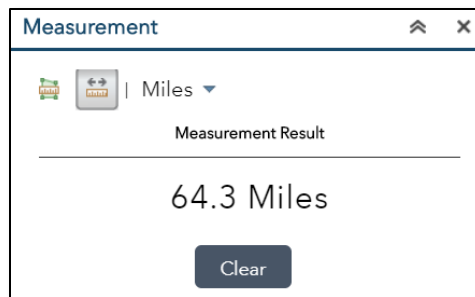 Measurement
| Miles
Measurement Result
64.3 Miles
Clear